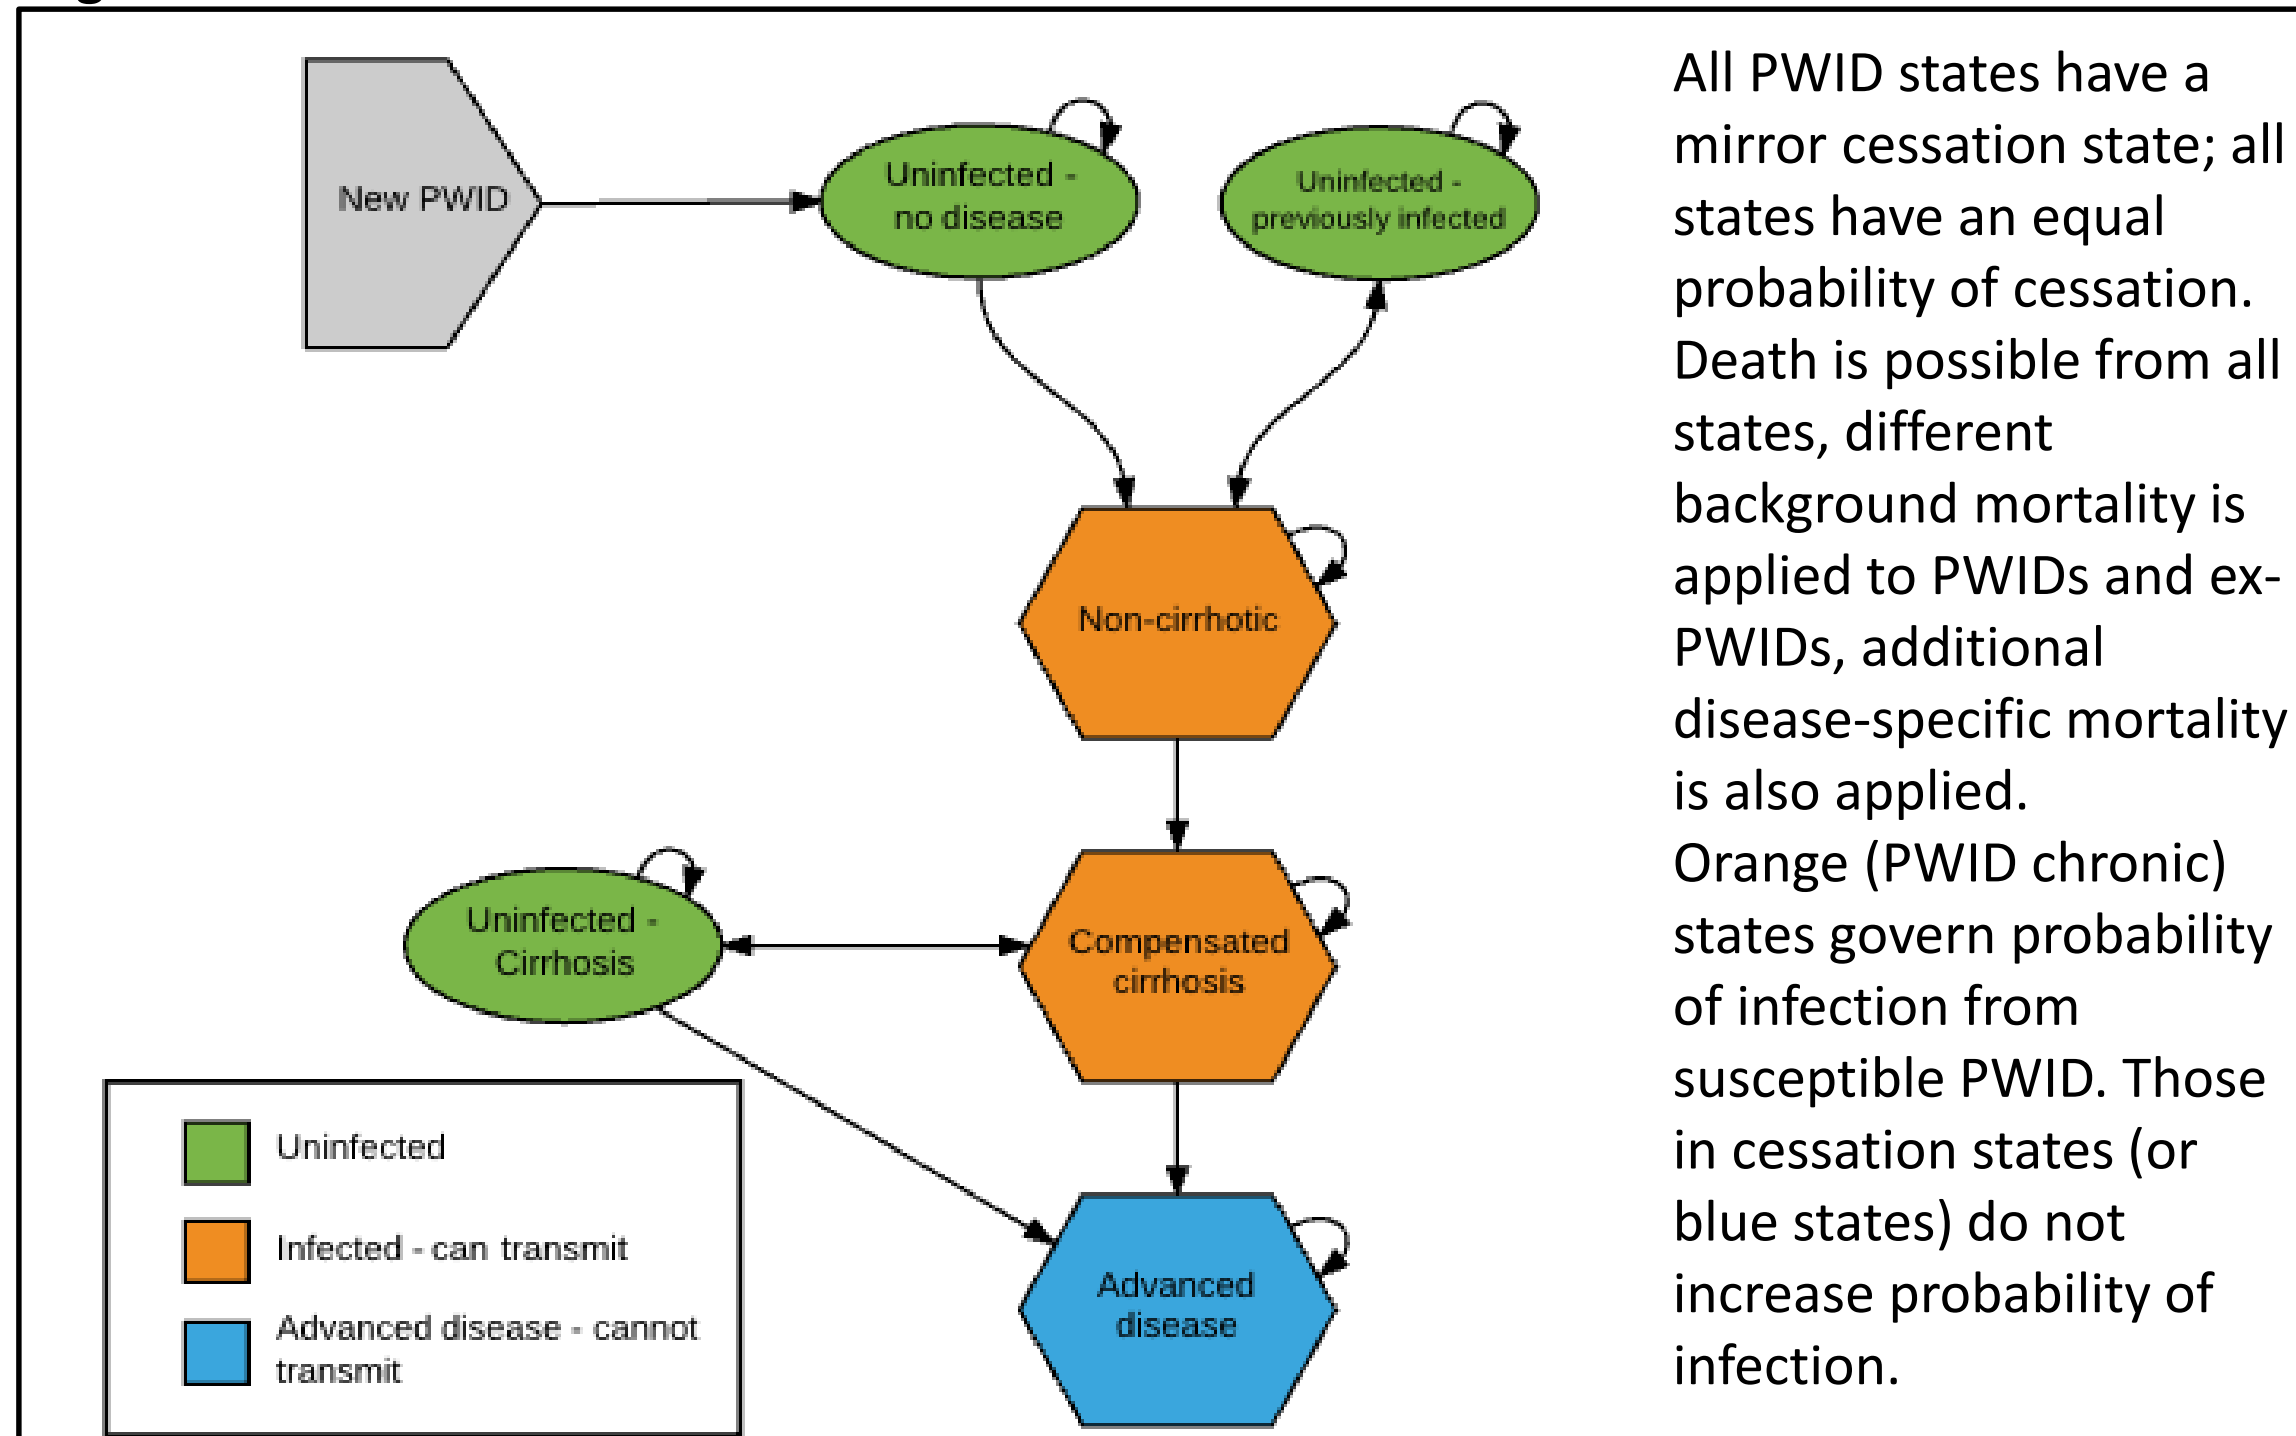 New PWID
Uninfected -
no disease
Uninfected -
previously infected
Non-cirrhotic
Uninfected -
Cirrhosis
Compensated
cirrhosis
Advanced
disease
Uninfected
Infected - can transmit
Advanced disease - cannot
transmit
All PWID states have a
mirror cessation state; all
states have an equal
probability of cessation.
Death is possible from all
states, different
background mortality is
applied to PWIDs and ex-
PWIDs, additional
disease-specific mortality
is also applied.
Orange (PWID chronic)
states govern probability
of infection from
susceptible PWID. Those
in cessation states (or
blue states) do not
increase probability of
infection.